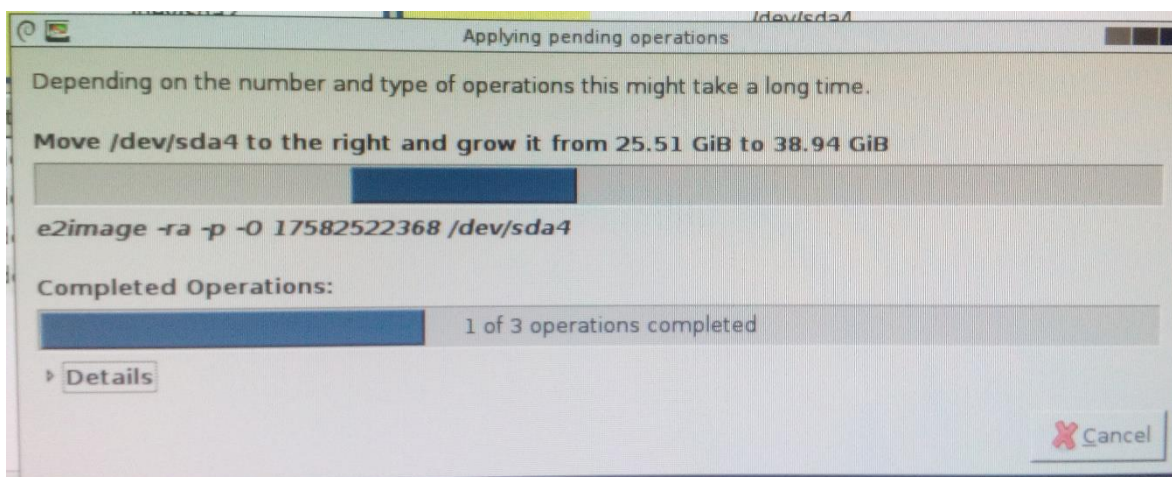 /dev/sda4
Applying pending operations
Depending on the number and type of operations this might take a long time.
Move /dev/sda4 to the right and grow it from 25.51 GiB to 38.94 GiB
e2image -ra -p -O 17582522368 /dev/sda4
Completed Operations:
1 of 3 operations completed
Details
Cancel